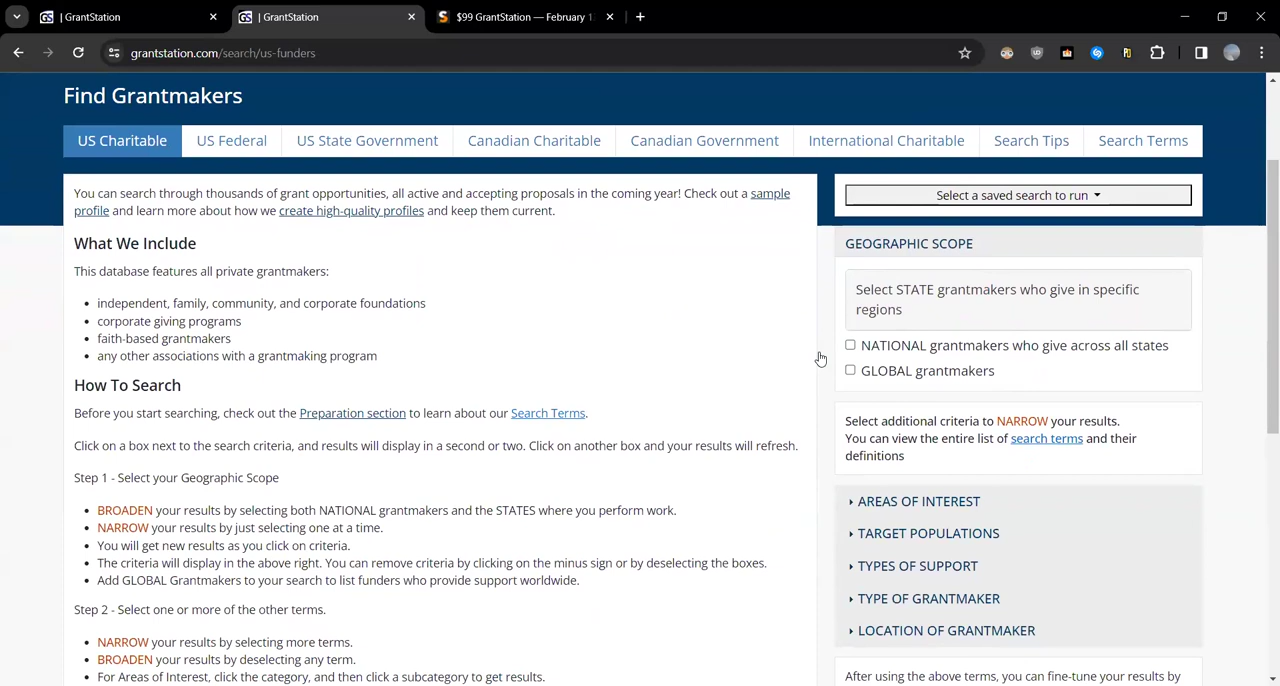 | GrantStation
| GrantStation
$99 GrantStation — February 1
grantstation.com/search/us-funders
Find Grantmakers
US Charitable
US Federal
US State Government
Canadian Charitable
Canadian Government
International Charitable
Search Tips
Search Terms
You can search through thousands of grant opportunities, all active and accepting proposals in the coming year! Check out a sample
profile and learn more about how we create high-quality profiles and keep them current.
What We Include
This database features all private grantmakers:
• independent, family, community, and corporate foundations
• corporate giving programs
• faith-based grantmakers
• any other associations with a grantmaking program
How To Search
Before you start searching, check out the Preparation section to learn about our Search Terms.
Click on a box next to the search criteria, and results will display in a second or two. Click on another box and your results will refresh.
Step 1 - Select your Geographic Scope
• BROADEN your results by selecting both NATIONAL grantmakers and the STATES where you perform work.
• NARROW your results by just selecting one at a time.
• You will get new results as you click on criteria.
• The criteria will display in the above right. You can remove criteria by clicking on the minus sign or by deselecting the boxes.
• Add GLOBAL Grantmakers to your search to list funders who provide support worldwide.
Step 2 - Select one or more of the other terms.
• NARROW your results by selecting more terms.
• BROADEN your results by deselecting any term.
• For Areas of Interest, click the category, and then click a subcategory to get results.
Select a saved search to run
GEOGRAPHIC SCOPE
Select STATE grantmakers who give in specific
regions
NATIONAL grantmakers who give across all states
GLOBAL grantmakers
Select additional criteria to NARROW your results.
You can view the entire list of search terms and their
definitions
AREAS OF INTEREST
TARGET POPULATIONS
TYPES OF SUPPORT
TYPE OF GRANTMAKER
LOCATION OF GRANTMAKER
After using the above terms, you can fine-tune your results by